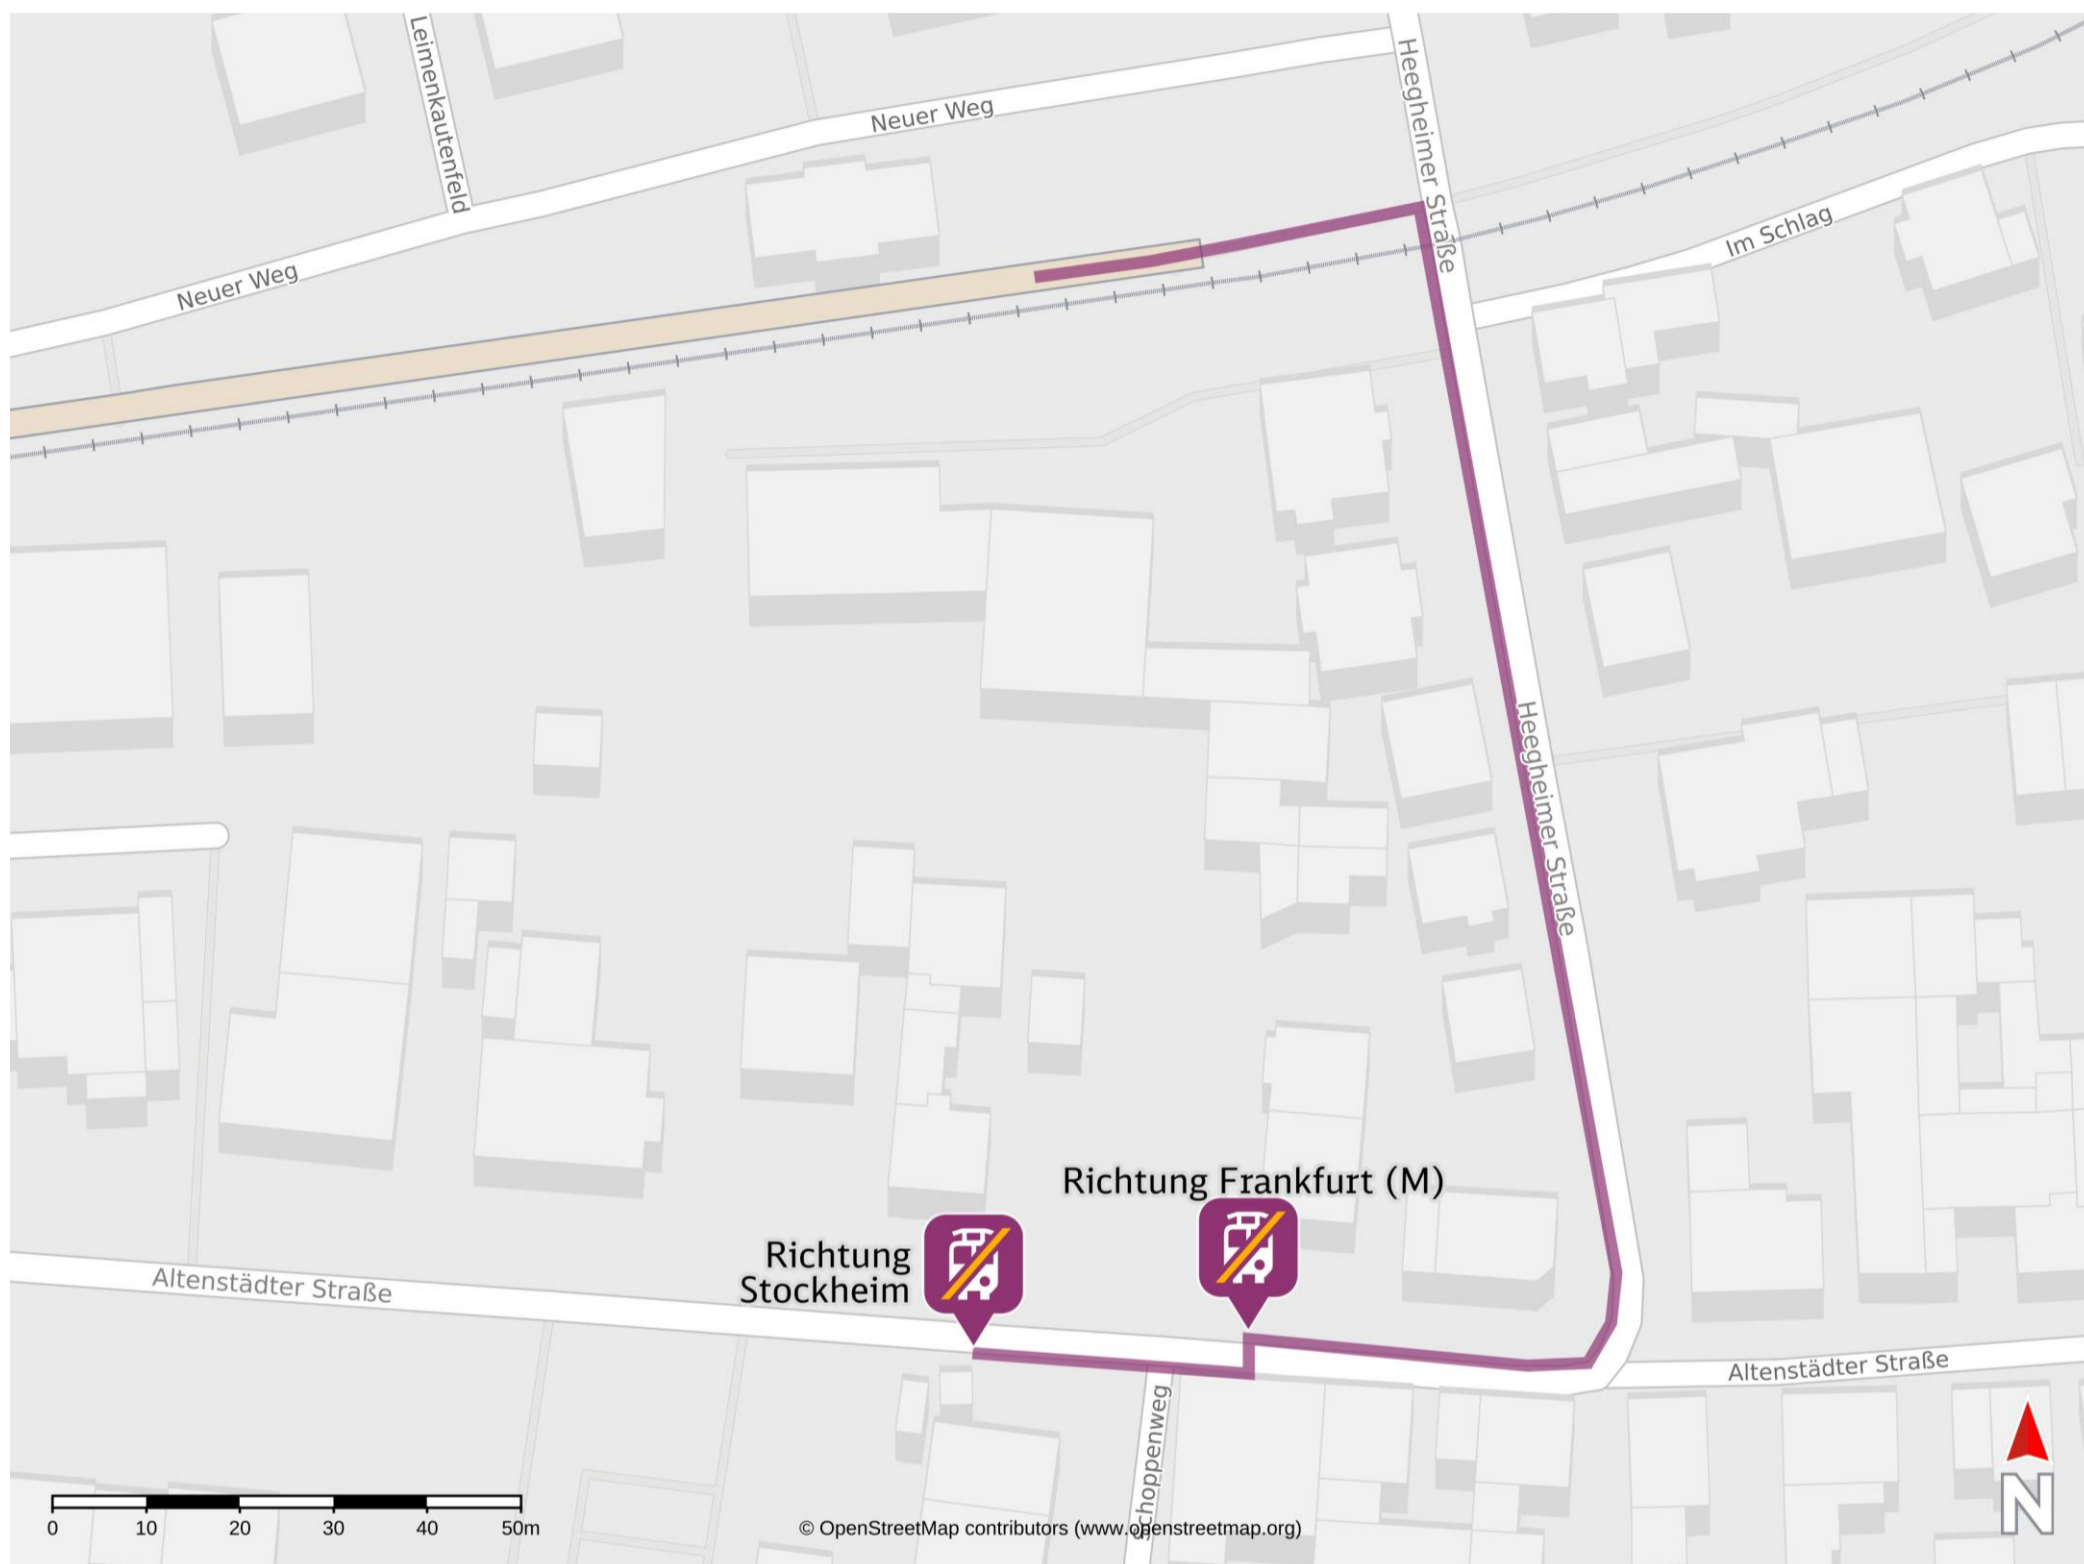 Leimenkautenfeld
Neuer Weg
Heegheimer Straße
Im Schlag
Neuer Weg
Heegheimer Straße
Richtung Frankfurt (M)
Richtung
Stockheim
Altenstädter Straße
Altenstädter Straße
Schoppenweg
N
0 10 20 30 40 50m
© OpenStreetMap contributors (www.openstreetmap.org)